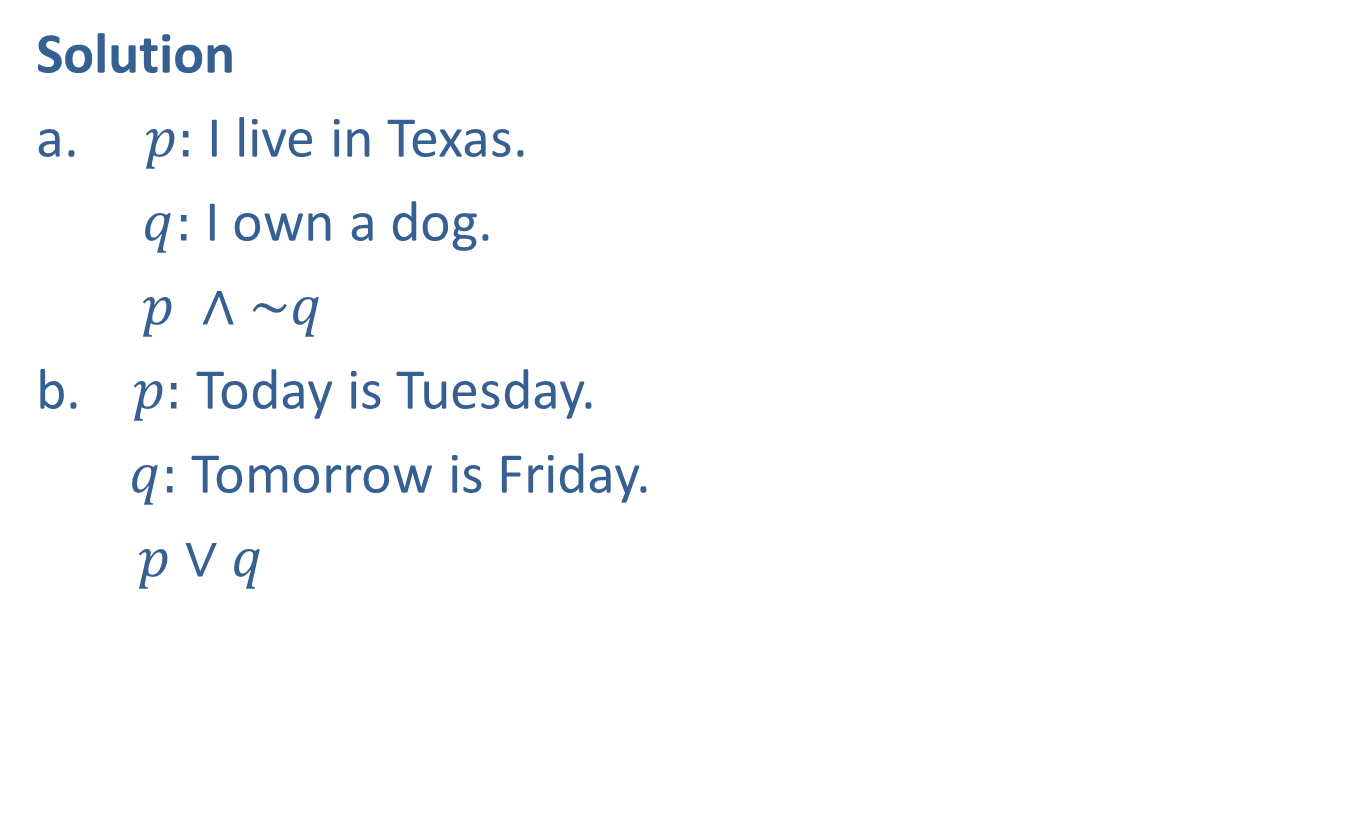 Solution
a. p: I live in Texas.
q: I own a dog.
p ∧ ~q
b. p: Today is Tuesday.
q: Tomorrow is Friday.
p ∨ q